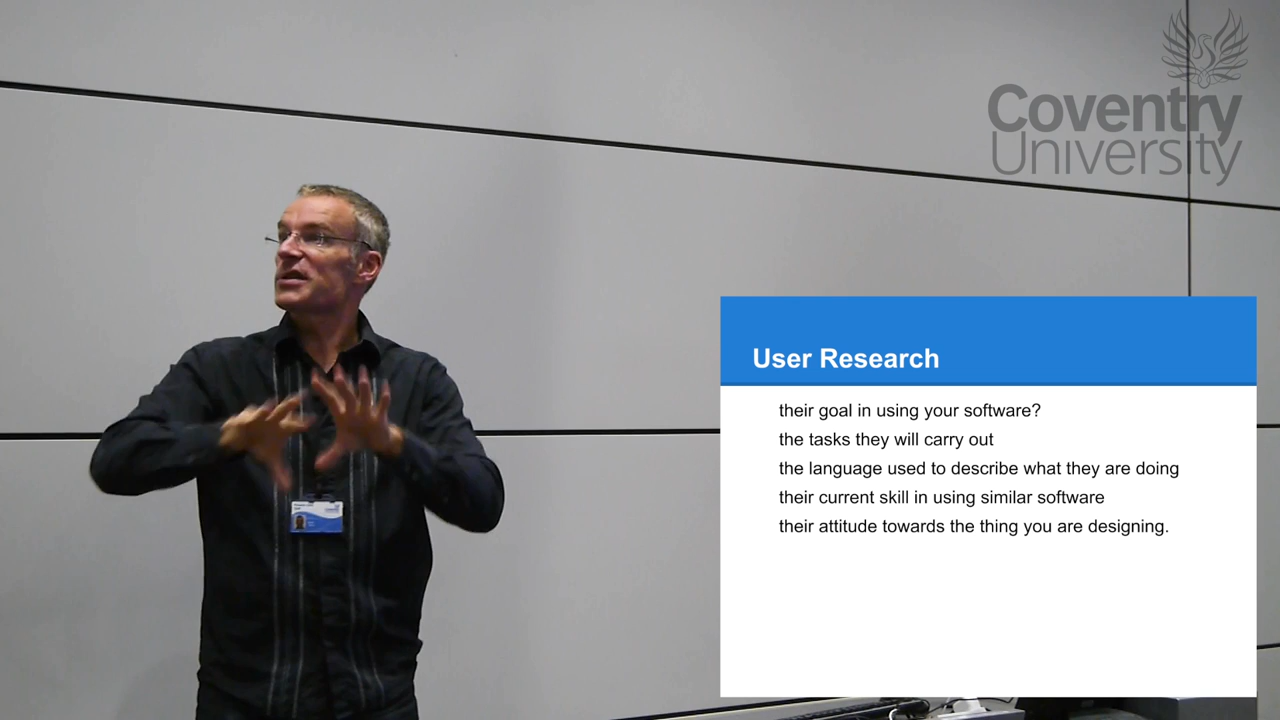 Coventry
University
User Research
their goal in using your software?
the tasks they will carry out
the language used to describe what they are doing
their current skill in using similar software
their attitude towards the thing you are designing.